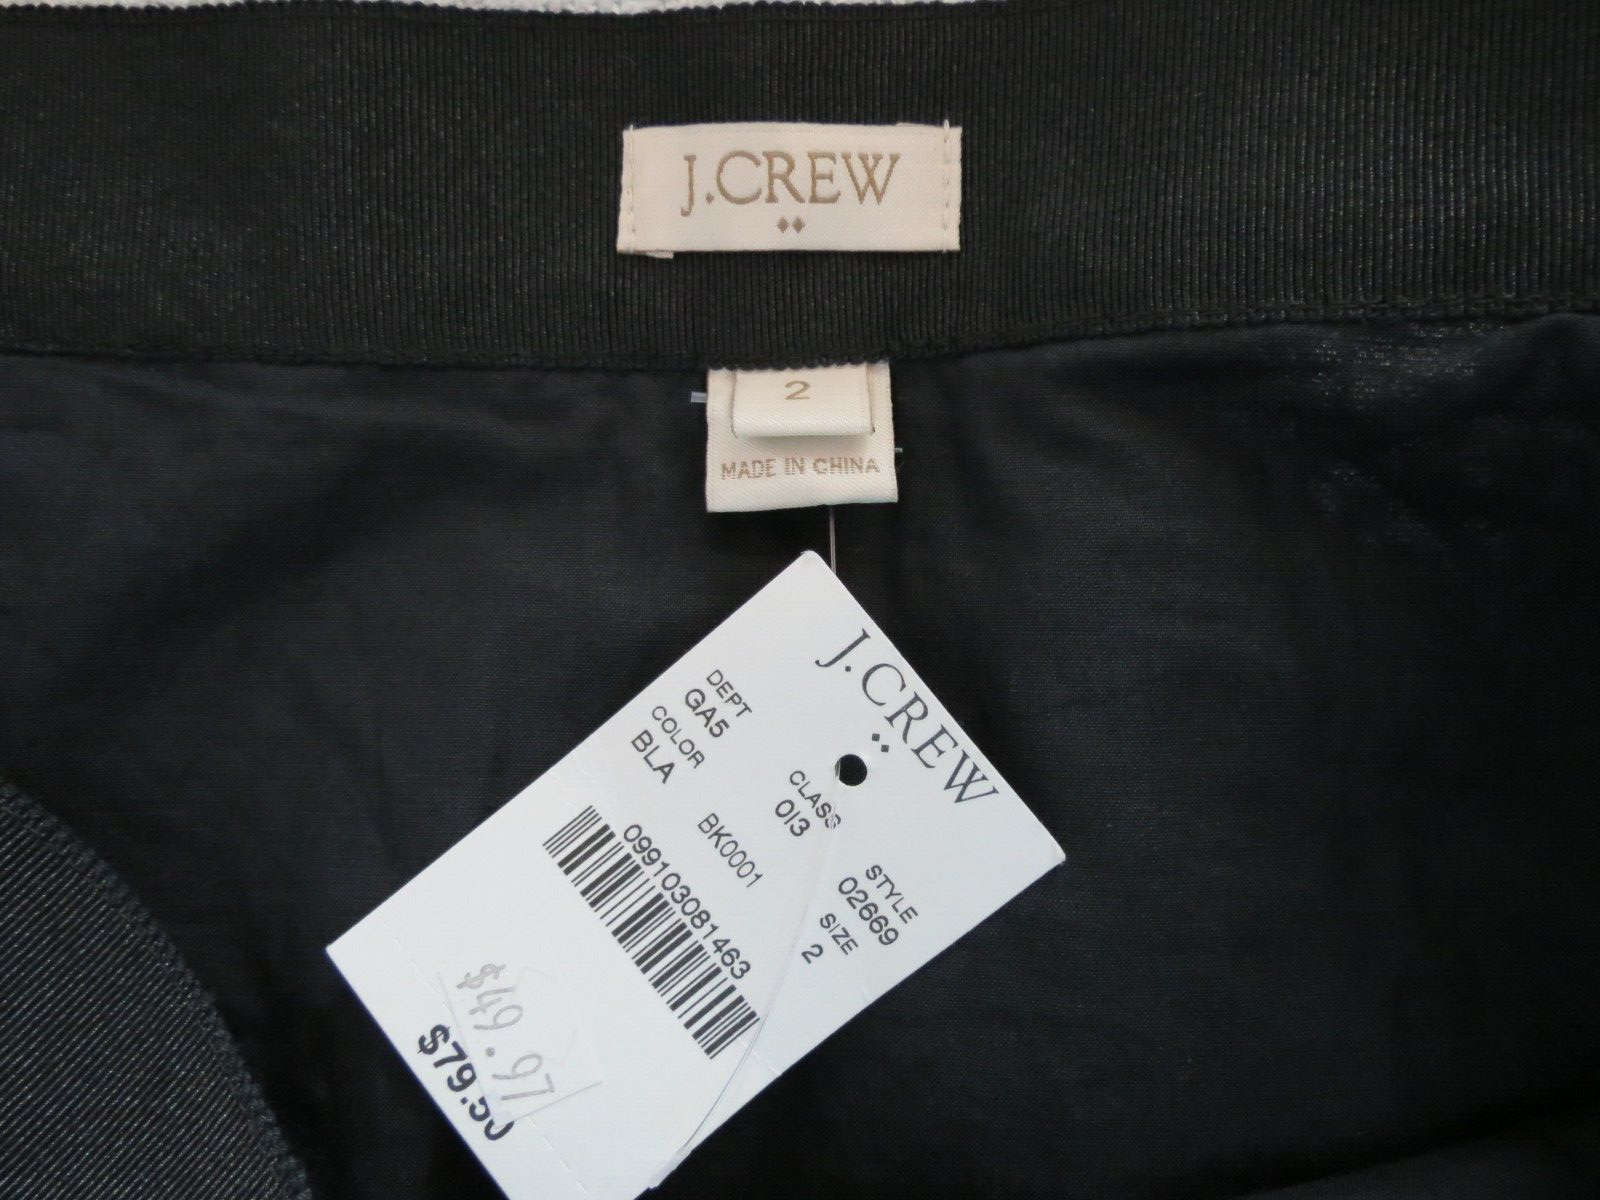 J.CREW
2
MADE IN CHINA
J.CREW
DEPT CLASS STYLE
GA5 013 02669
COLOR SIZE
BLA BK0001 2
099103081463
$49.97
$79.50